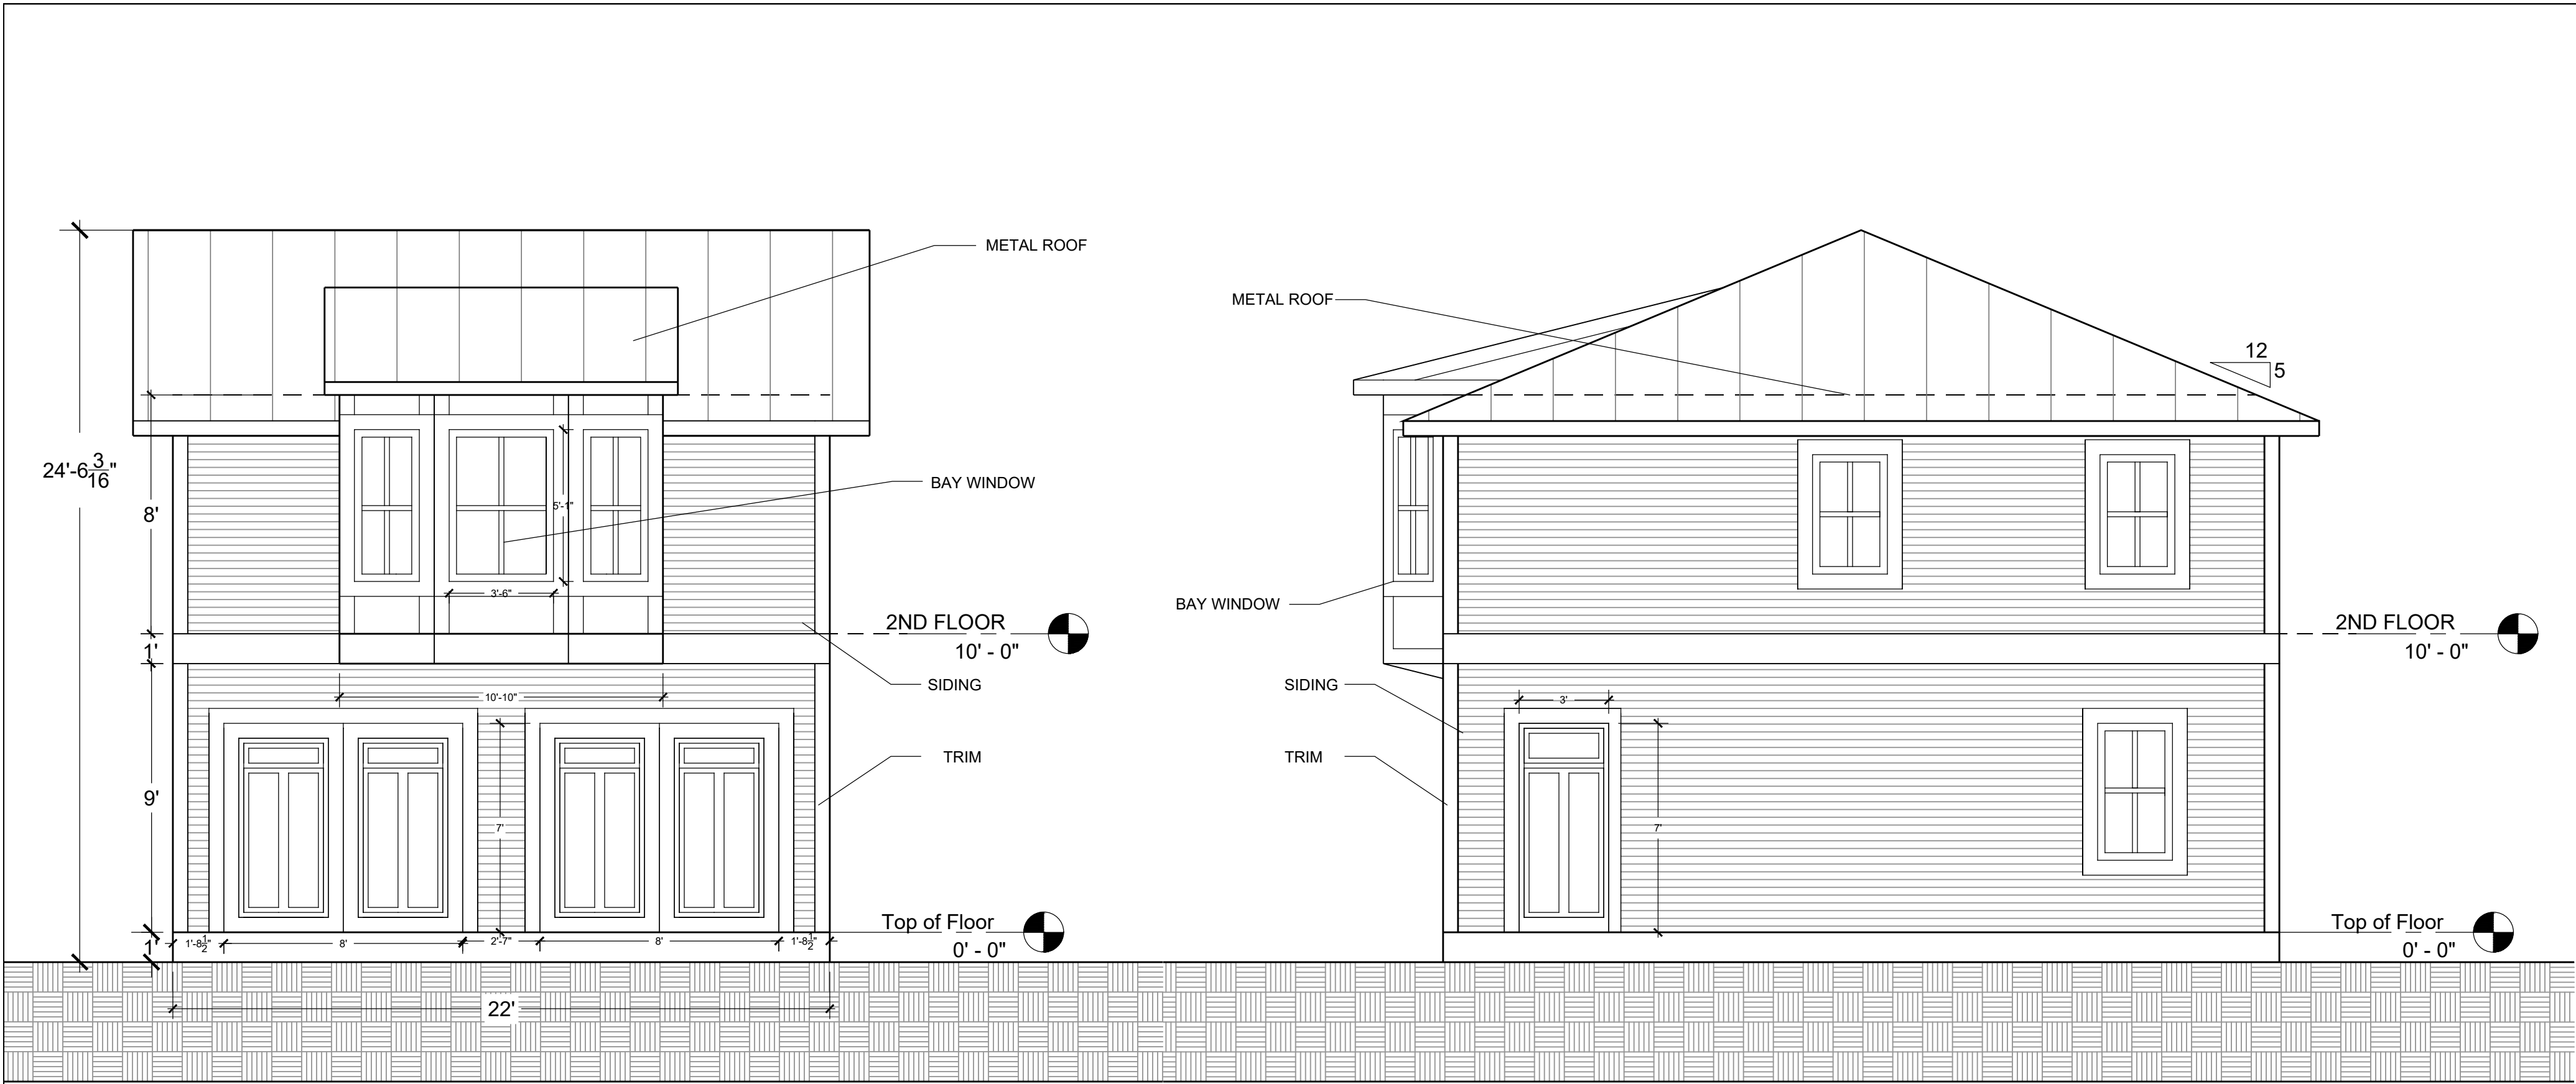 METAL ROOF
24'-6 3/16"
8'
5'-1"
BAY WINDOW
3'-6"
2ND FLOOR
10' - 0"
1'
SIDING
10'-10"
TRIM
9'
7'
Top of Floor
0' - 0"
1'
1'-8 1/2"
8'
2'-7"
8'
1'-8 1/2"
22'
METAL ROOF
12
5
BAY WINDOW
2ND FLOOR
10' - 0"
SIDING
3'
TRIM
7'
Top of Floor
0' - 0"